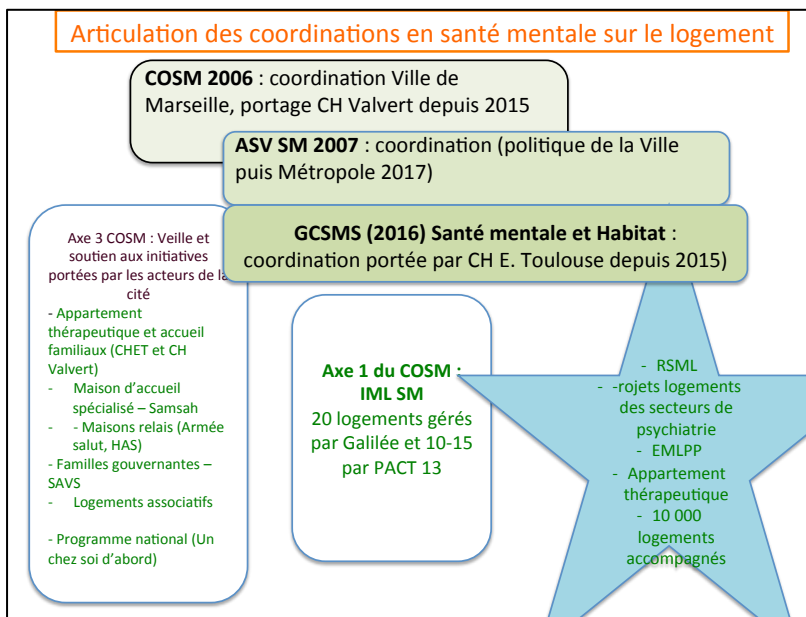 Articulation des coordinations en santé mentale sur le logement
COSM 2006 : coordination Ville de
Marseille, portage CH Valvert depuis 2015
ASV SM 2007 : coordination (politique de la Ville
puis Métropole 2017)
GCSMS (2016) Santé mentale et Habitat :
coordination portée par CH E. Toulouse depuis 2015)
Axe 3 COSM : Veille et
soutien aux initiatives
portées par les acteurs de la
cité
- Appartement
thérapeutique et accueil
familiaux (CHET et CH
Valvert)
- Maison d'accueil
spécialisé – Samsah
- - Maisons relais (Armée
salut, HAS)
- Familles gouvernantes –
SAVS
- Logements associatifs
- Programme national (Un
chez soi d'abord)
Axe 1 du COSM :
IML SM
20 logements gérés
par Galilée et 10-15
par PACT 13
- RSML
- -rojets logements
des secteurs de
psychiatrie
- EMLPP
- Appartement
thérapeutique
- 10 000
logements
accompagnés